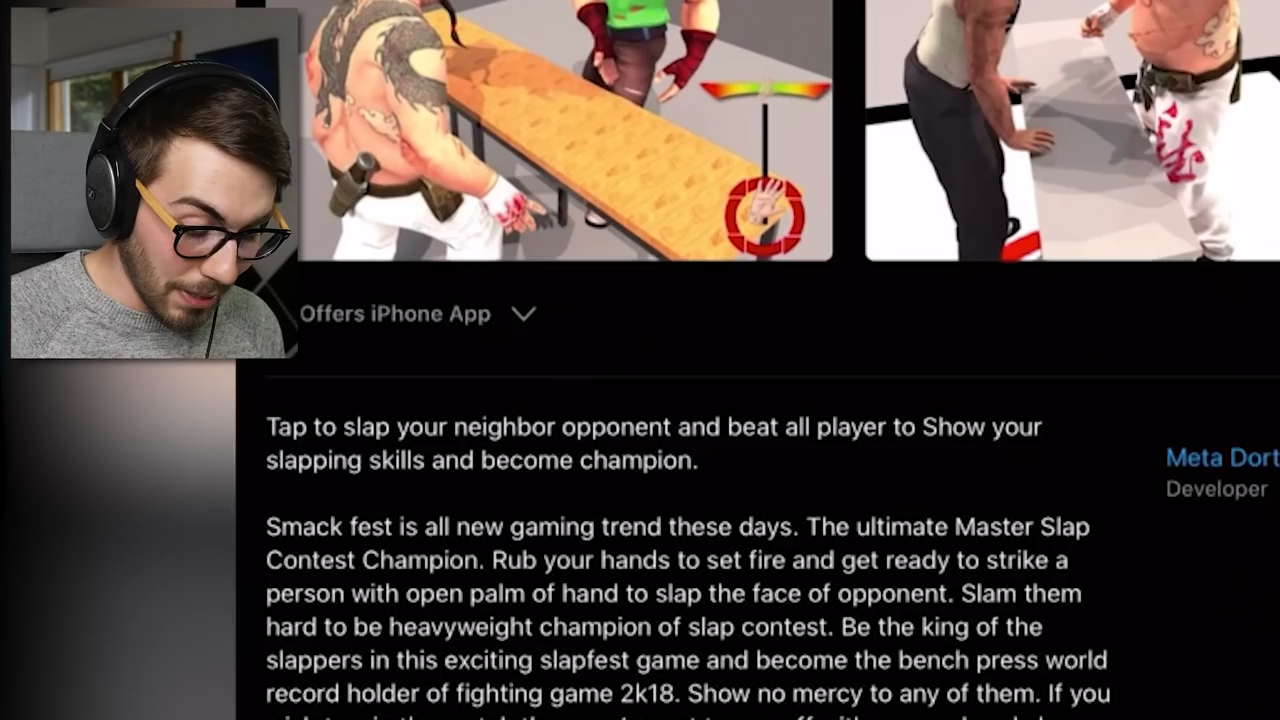 Offers iPhone App
Tap to slap your neighbor opponent and beat all player to Show your
slapping skills and become champion.
Meta Dort
Developer
Smack fest is all new gaming trend these days. The ultimate Master Slap
Contest Champion. Rub your hands to set fire and get ready to strike a
person with open palm of hand to slap the face of opponent. Slam them
hard to be heavyweight champion of slap contest. Be the king of the
slappers in this exciting slapfest game and become the bench press world
record holder of fighting game 2k18. Show no mercy to any of them. If you